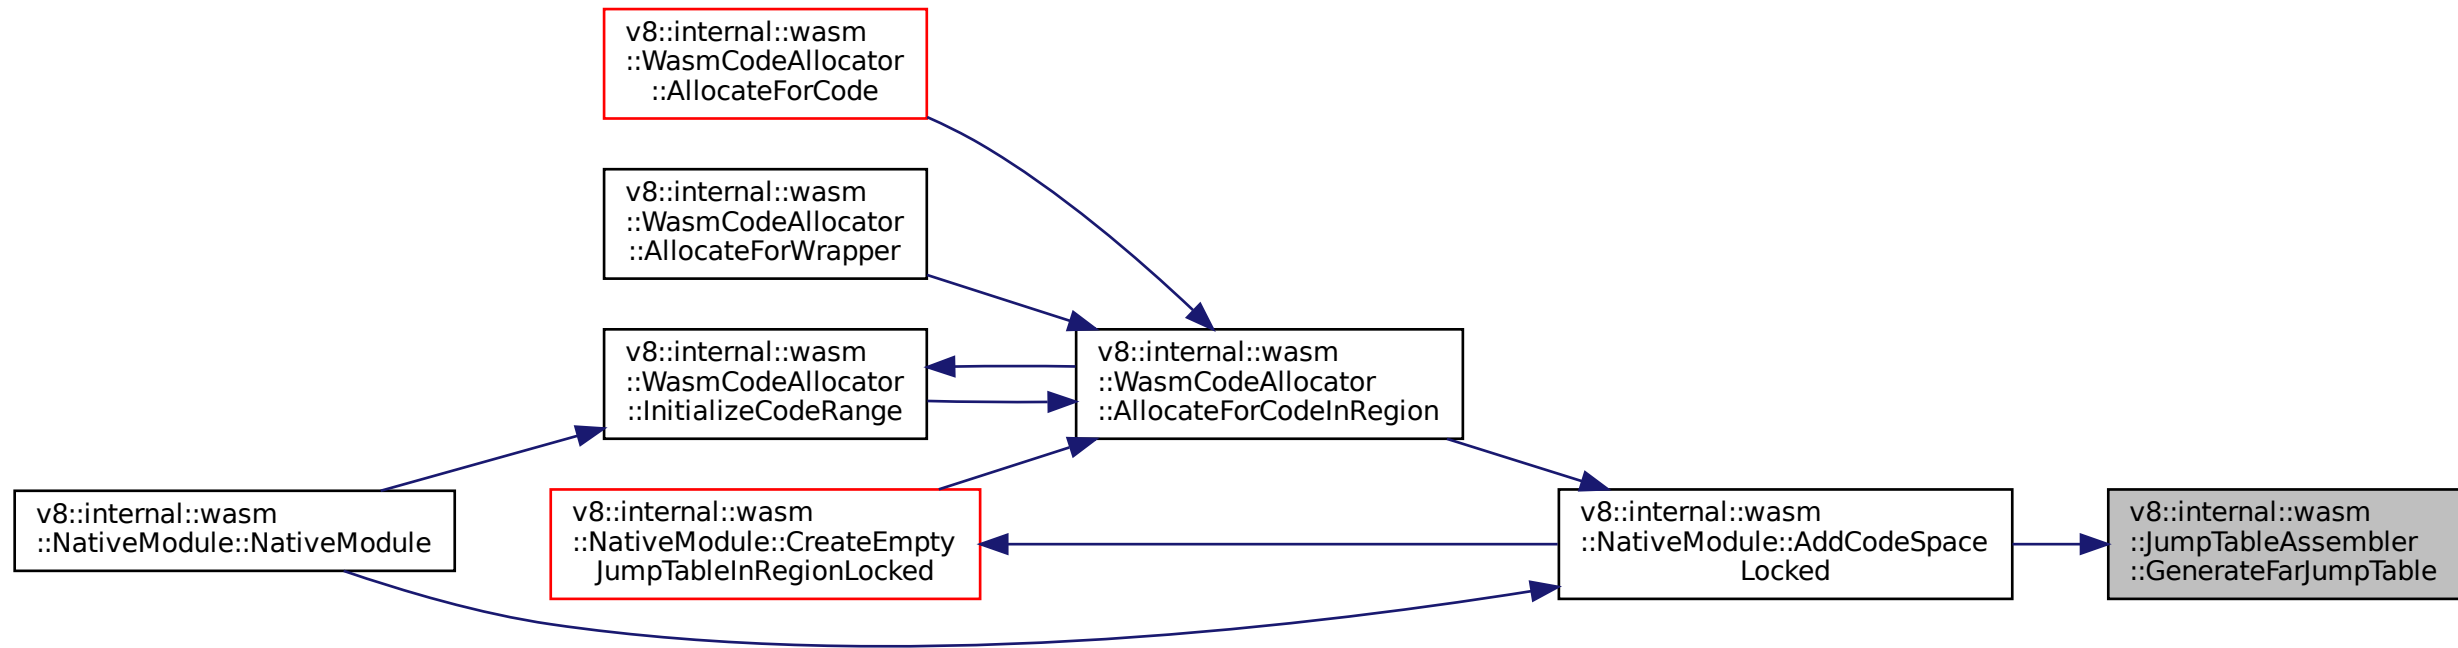 v8::internal::wasm
::WasmCodeAllocator
::AllocateForCode
v8::internal::wasm
::WasmCodeAllocator
::AllocateForWrapper
v8::internal::wasm
::WasmCodeAllocator
::InitializeCodeRange
v8::internal::wasm
::WasmCodeAllocator
::AllocateForCodeInRegion
v8::internal::wasm
::NativeModule::NativeModule
v8::internal::wasm
::NativeModule::CreateEmpty
JumpTableInRegionLocked
v8::internal::wasm
::NativeModule::AddCodeSpace
Locked
v8::internal::wasm
::JumpTableAssembler
::GenerateFarJumpTable